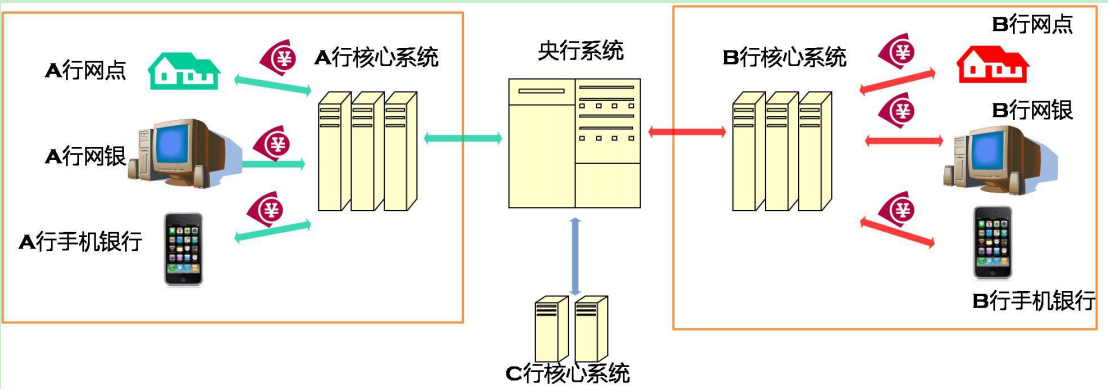 B行网点
A行核心系统
央行系统
B行核心系统
A行网点
¥
¥
B行网银
A行网银
¥
¥
A行手机银行
¥
¥
B行手机银行
C行核心系统